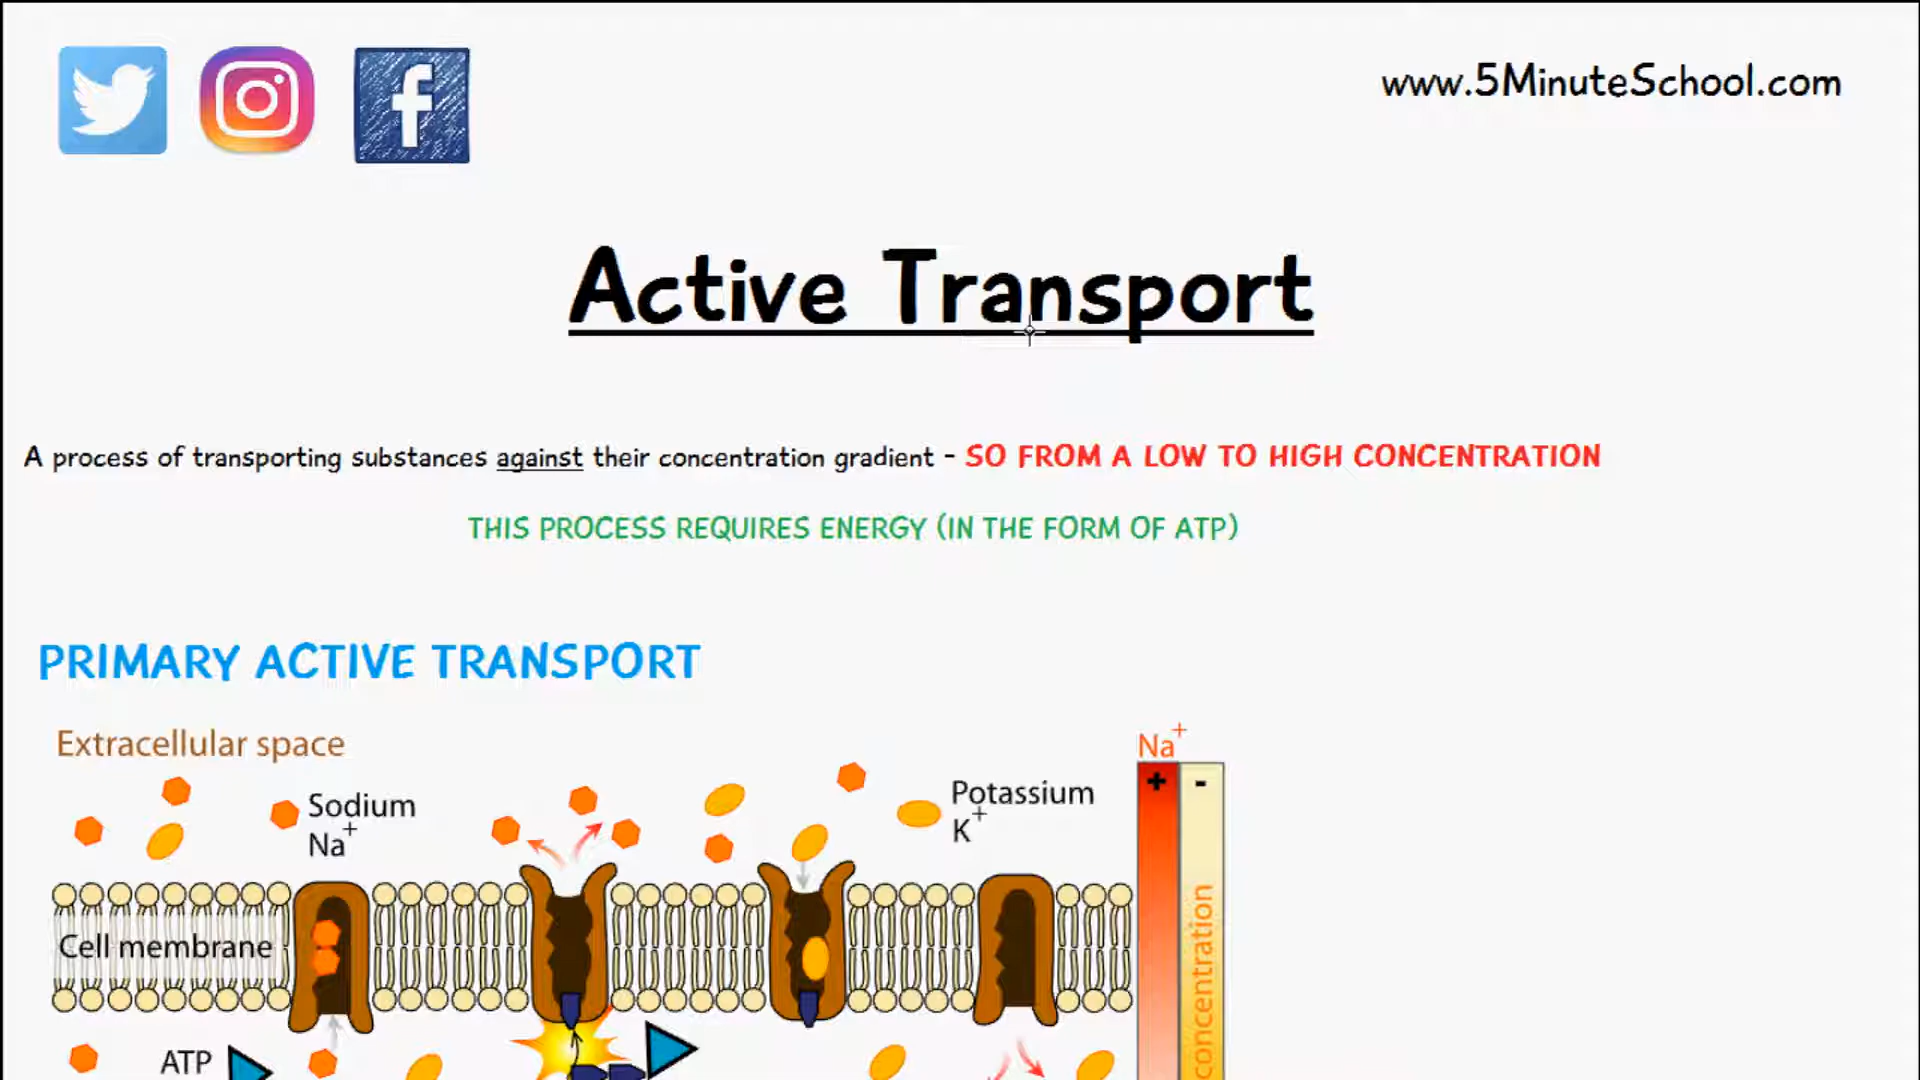 www.5MinuteSchool.com
Active Transport
A process of transporting substances against their concentration gradient - SO FROM A LOW TO HIGH CONCENTRATION
THIS PROCESS REQUIRES ENERGY (IN THE FORM OF ATP)
PRIMARY ACTIVE TRANSPORT
Extracellular space
Na+
+ -
Sodium
Na+
Potassium
K+
Cell membrane
concentration
ATP